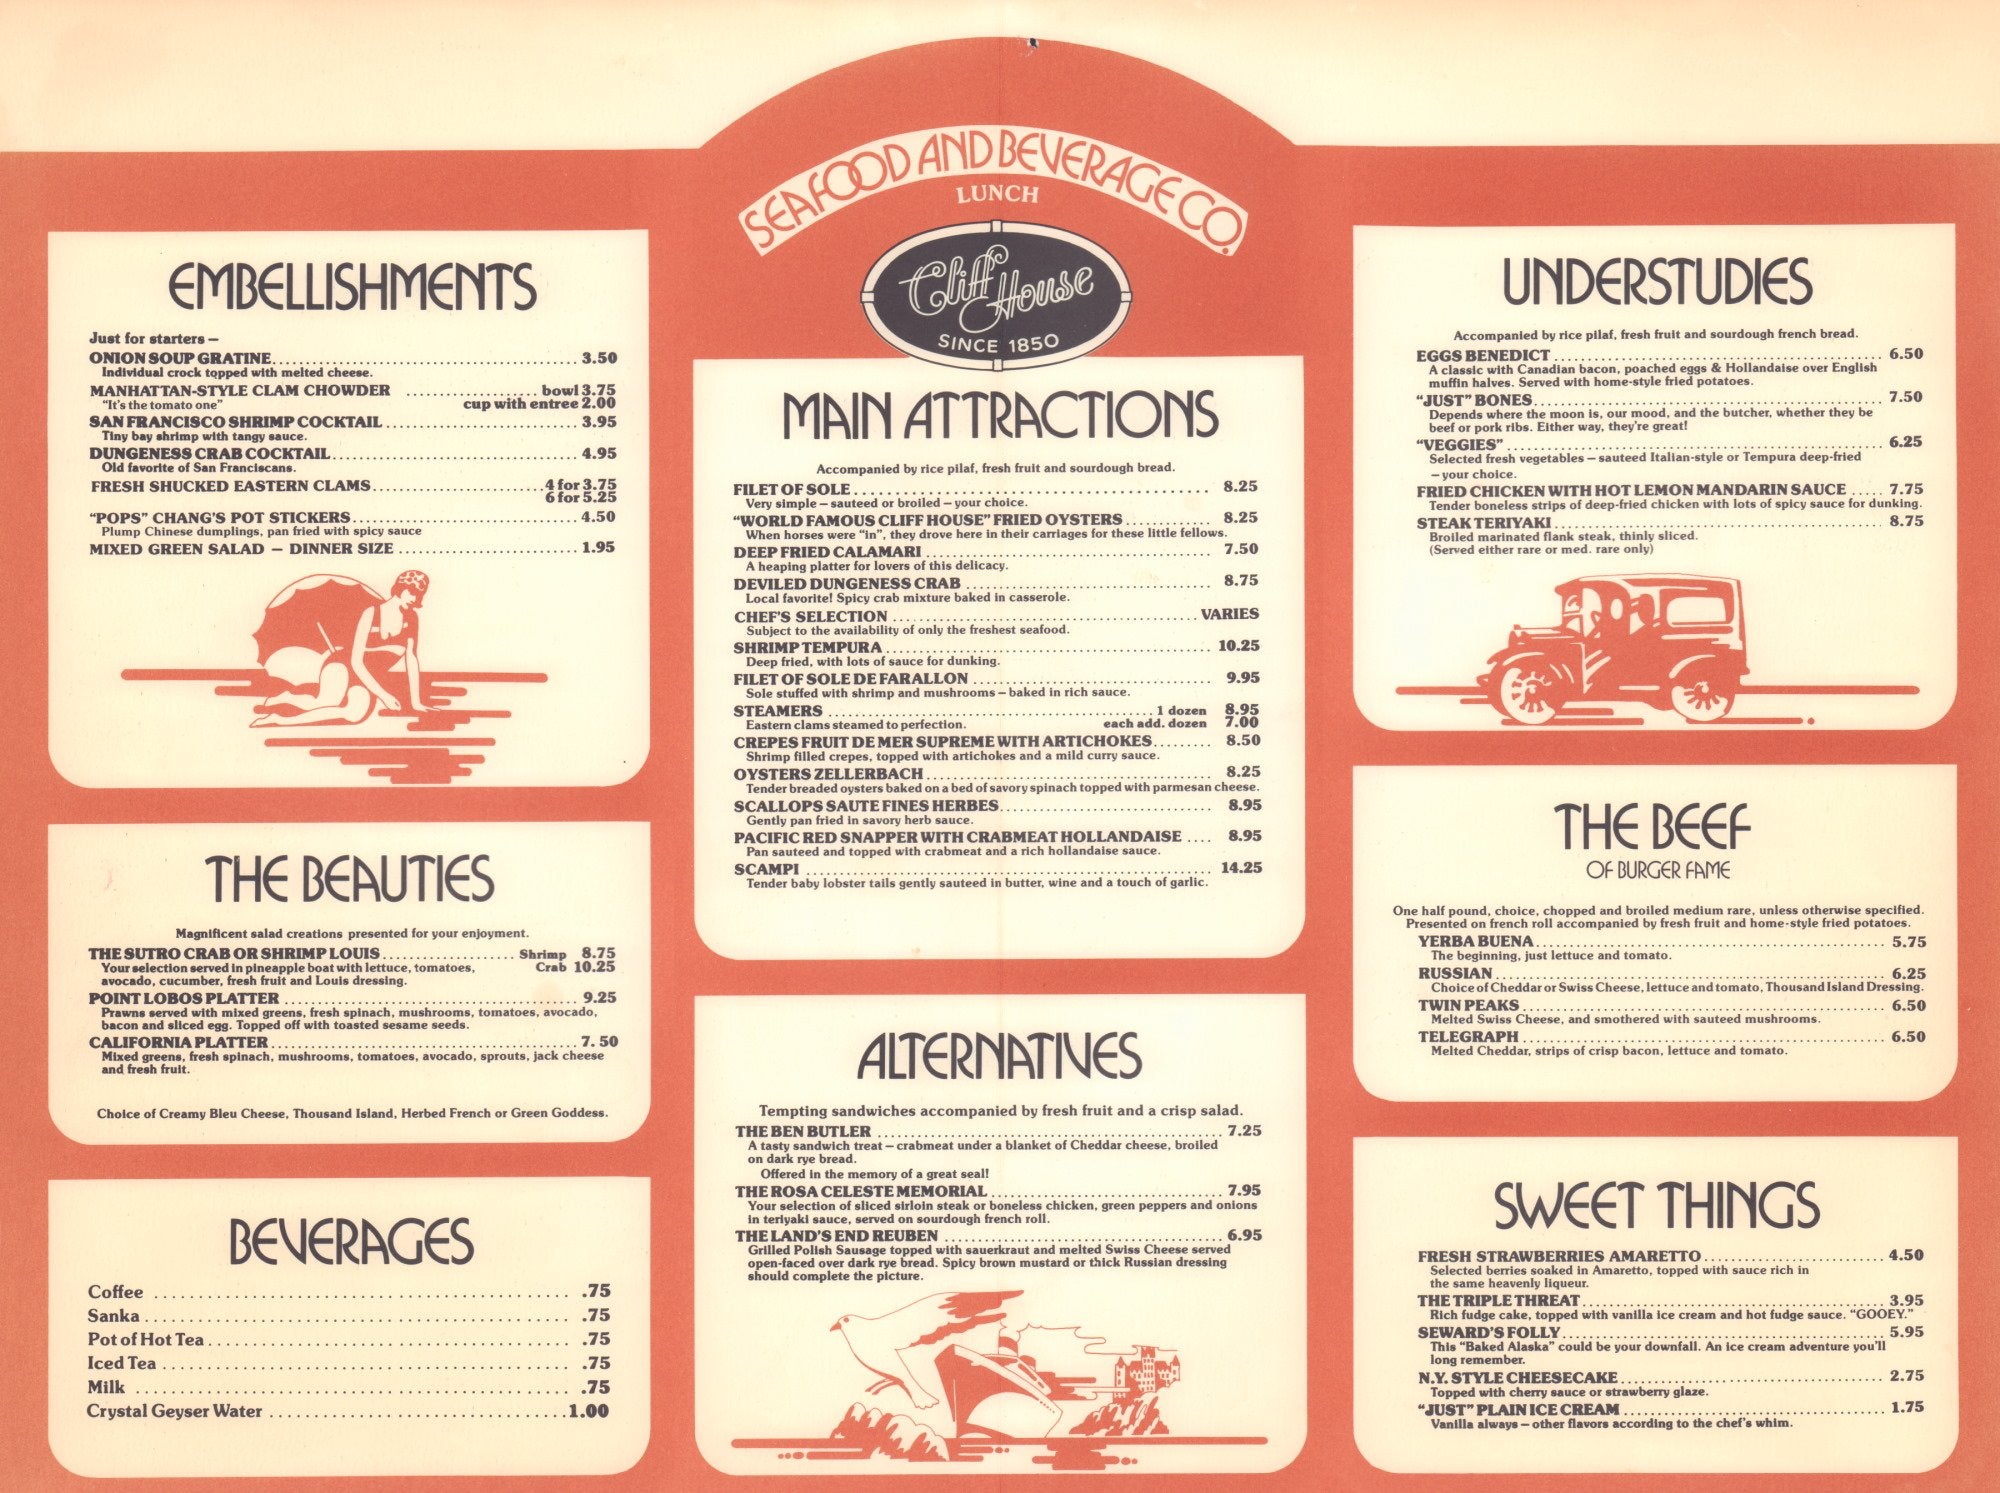 SEAFOOD AND BEVERAGE CO.
LUNCH
Cliff House
SINCE 1850
EMBELLISHMENTS
Just for starters –
ONION SOUP GRATINE 3.50
Individual crock topped with melted cheese.
MANHATTAN-STYLE CLAM CHOWDER bowl 3.75
"It's the tomato one" cup with entree 2.00
SAN FRANCISCO SHRIMP COCKTAIL 3.95
Tiny bay shrimp with tangy sauce.
DUNGENESS CRAB COCKTAIL 4.95
Old favorite of San Franciscans.
FRESH SHUCKED EASTERN CLAMS 4 for 3.75
6 for 5.25
"POPS" CHANG'S POT STICKERS 4.50
Plump Chinese dumplings, pan fried with spicy sauce
MIXED GREEN SALAD – DINNER SIZE 1.95
THE BEAUTIES
Magnificent salad creations presented for your enjoyment.
THE SUTRO CRAB OR SHRIMP LOUIS Shrimp 8.75
Your selection served in pineapple boat with lettuce, tomatoes, Crab 10.25
avocado, cucumber, fresh fruit and Louis dressing.
POINT LOBOS PLATTER 9.25
Prawns served with mixed greens, fresh spinach, mushrooms, tomatoes, avocado,
bacon and sliced egg. Topped off with toasted sesame seeds.
CALIFORNIA PLATTER 7.50
Mixed greens, fresh spinach, mushrooms, tomatoes, avocado, sprouts, jack cheese
and fresh fruit.
Choice of Creamy Bleu Cheese, Thousand Island, Herbed French or Green Goddess.
BEVERAGES
Coffee .75
Sanka .75
Pot of Hot Tea .75
Iced Tea .75
Milk .75
Crystal Geyser Water 1.00
MAIN ATTRACTIONS
Accompanied by rice pilaf, fresh fruit and sourdough bread.
FILET OF SOLE 8.25
Very simple – sauteed or broiled – your choice.
"WORLD FAMOUS CLIFF HOUSE" FRIED OYSTERS 8.25
When horses were "in", they drove here in their carriages for these little fellows.
DEEP FRIED CALAMARI 7.50
A heaping platter for lovers of this delicacy.
DEVILED DUNGENESS CRAB 8.75
Local favorite! Spicy crab mixture baked in casserole.
CHEF'S SELECTION VARIES
Subject to the availability of only the freshest seafood.
SHRIMP TEMPURA 10.25
Deep fried, with lots of sauce for dunking.
FILET OF SOLE DE FARALLON 9.95
Sole stuffed with shrimp and mushrooms – baked in rich sauce.
STEAMERS 1 dozen 8.95
Eastern clams steamed to perfection. each add. dozen 7.00
CREPES FRUIT DE MER SUPREME WITH ARTICHOKES 8.50
Shrimp filled crepes, topped with artichokes and a mild curry sauce.
OYSTERS ZELLERBACH 8.25
Tender breaded oysters baked on a bed of savory spinach topped with parmesan cheese.
SCALLOPS SAUTE FINES HERBES 8.95
Gently pan fried in savory herb sauce.
PACIFIC RED SNAPPER WITH CRABMEAT HOLLANDAISE 8.95
Pan sauteed and topped with crabmeat and a rich hollandaise sauce.
SCAMPI 14.25
Tender baby lobster tails gently sauteed in butter, wine and a touch of garlic.
ALTERNATIVES
Tempting sandwiches accompanied by fresh fruit and a crisp salad.
THE BEN BUTLER 7.25
A tasty sandwich treat – crabmeat under a blanket of Cheddar cheese, broiled
on dark rye bread.
Offered in the memory of a great seal!
THE ROSA CELESTE MEMORIAL 7.95
Your selection of sliced sirloin steak or boneless chicken, green peppers and onions
in teriyaki sauce, served on sourdough french roll.
THE LAND'S END REUBEN 6.95
Grilled Polish Sausage topped with sauerkraut and melted Swiss Cheese served
open-faced over dark rye bread. Spicy brown mustard or thick Russian dressing
should complete the picture.
UNDERSTUDIES
Accompanied by rice pilaf, fresh fruit and sourdough french bread.
EGGS BENEDICT 6.50
A classic with Canadian bacon, poached eggs & Hollandaise over English
muffin halves. Served with home-style fried potatoes.
"JUST" BONES 7.50
Depends where the moon is, our mood, and the butcher, whether they be
beef or pork ribs. Either way, they're great!
"VEGGIES" 6.25
Selected fresh vegetables – sauteed Italian-style or Tempura deep-fried
– your choice.
FRIED CHICKEN WITH HOT LEMON MANDARIN SAUCE 7.75
Tender boneless strips of deep-fried chicken with lots of spicy sauce for dunking.
STEAK TERIYAKI 8.75
Broiled marinated flank steak, thinly sliced.
(Served either rare or med. rare only)
THE BEEF
OF BURGER FAME
One half pound, choice, chopped and broiled medium rare, unless otherwise specified.
Presented on french roll accompanied by fresh fruit and home-style fried potatoes.
YERBA BUENA 5.75
The beginning, just lettuce and tomato.
RUSSIAN 6.25
Choice of Cheddar or Swiss Cheese, lettuce and tomato, Thousand Island Dressing.
TWIN PEAKS 6.50
Melted Swiss Cheese, and smothered with sauteed mushrooms.
TELEGRAPH 6.50
Melted Cheddar, strips of crisp bacon, lettuce and tomato.
SWEET THINGS
FRESH STRAWBERRIES AMARETTO 4.50
Selected berries soaked in Amaretto, topped with sauce rich in
the same heavenly liqueur.
THE TRIPLE THREAT 3.95
Rich fudge cake, topped with vanilla ice cream and hot fudge sauce. "GOOEY."
SEWARD'S FOLLY 5.95
This "Baked Alaska" could be your downfall. An ice cream adventure you'll
long remember.
N.Y. STYLE CHEESECAKE 2.75
Topped with cherry sauce or strawberry glaze.
"JUST" PLAIN ICE CREAM 1.75
Vanilla always – other flavors according to the chef's whim.